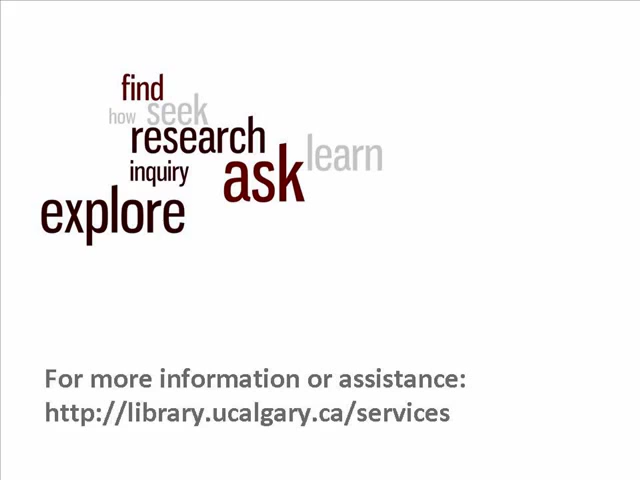 find
how seek
research
learn
inquiry
ask
explore
For more information or assistance:
http://library.ucalgary.ca/services